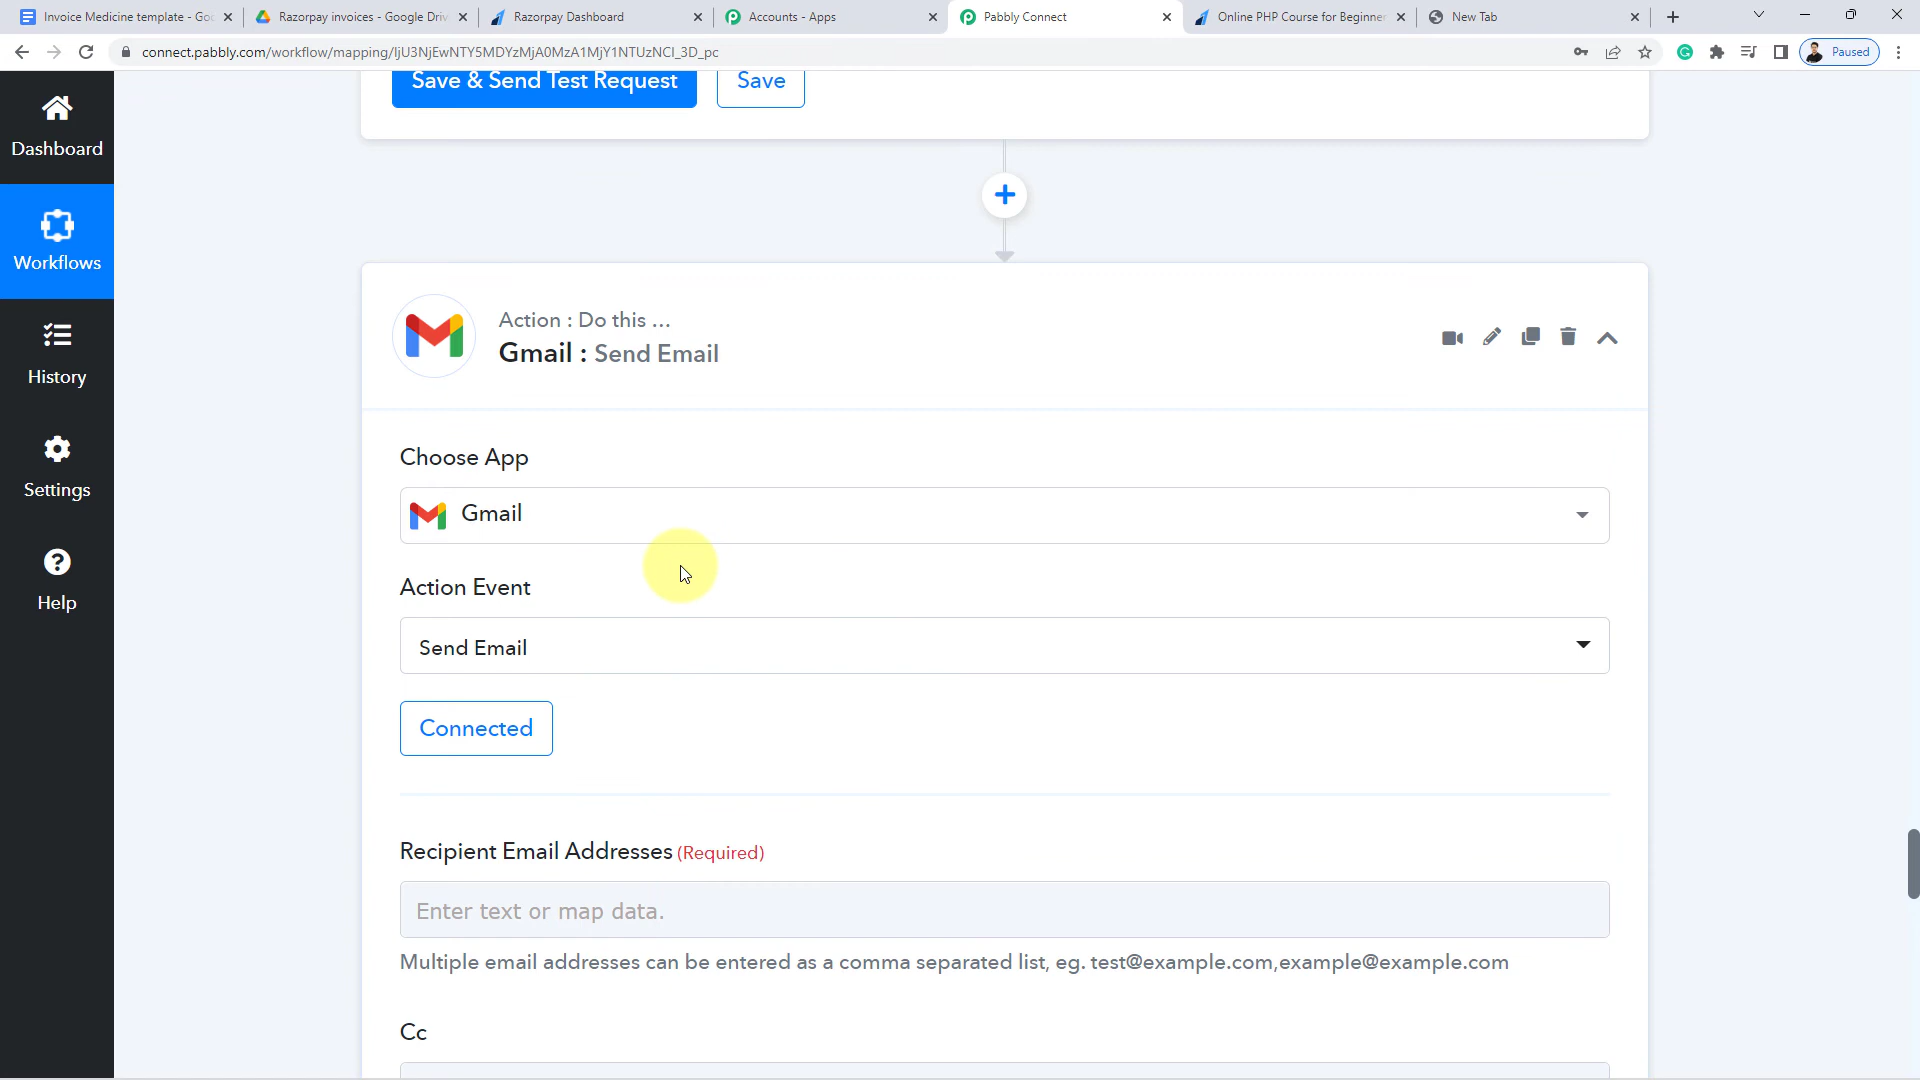 Invoice Medicine template - Goo
Razorpay invoices - Google Driv
Razorpay Dashboard
Accounts - Apps
Pabbly Connect
Online PHP Course for Beginner
New Tab
connect.pabbly.com/workflow/mapping/IjU3NjEwNTY5MDYzMjA0MzA1MjY1NTUzNCI_3D_pc
Paused
Save & Send Test Request
Save
Dashboard
Workflows
History
Settings
Help
Action : Do this ...
Gmail : Send Email
Choose App
Gmail
Action Event
Send Email
Connected
Recipient Email Addresses (Required)
Enter text or map data.
Multiple email addresses can be entered as a comma separated list, eg. test@example.com,example@example.com
Cc